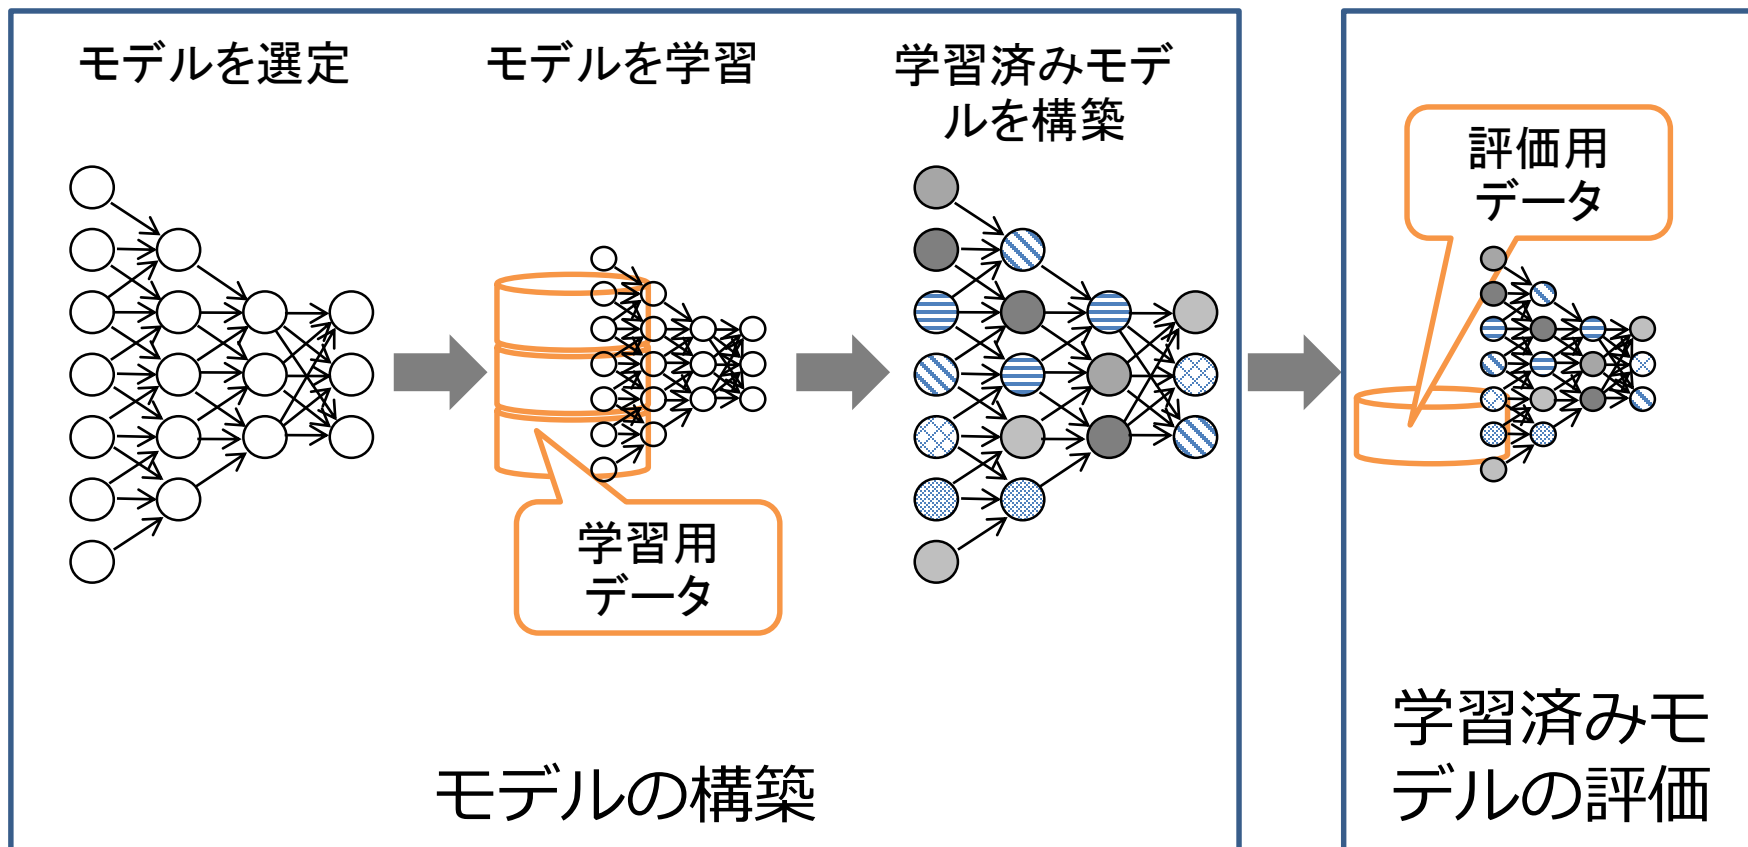 モデルを選定
モデルを学習
学習済みモデ
ルを構築
学習用
データ
モデルの構築
評価用
データ
学習済みモ
デルの評価